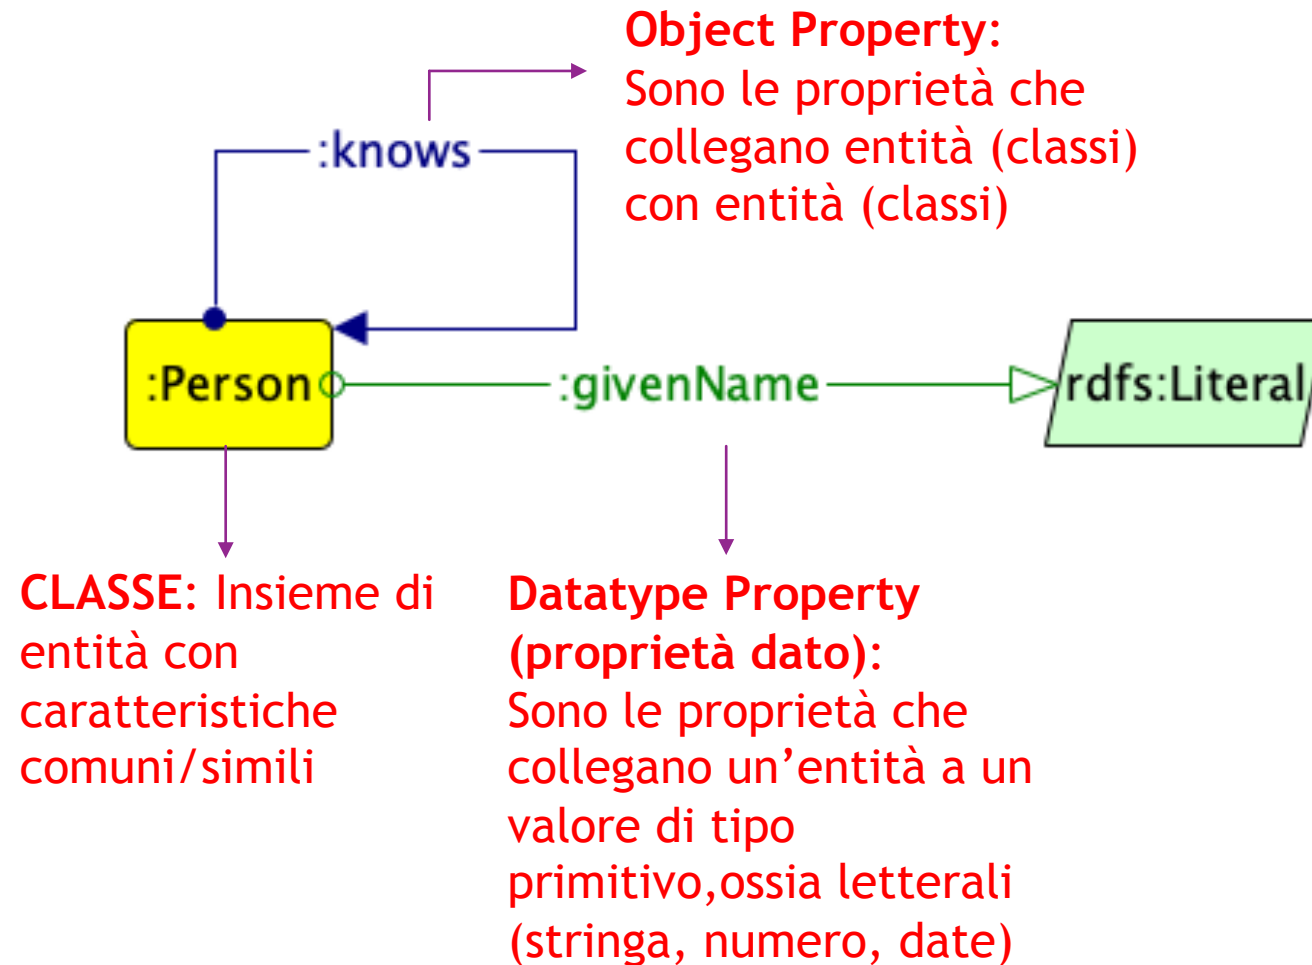 Object Property:
Sono le proprietà che
collegano entità (classi)
con entità (classi)
:knows
:Person
:givenName
rdfs:Literal
CLASSE: Insieme di
entità con
caratteristiche
comuni/simili
Datatype Property
(proprietà dato):
Sono le proprietà che
collegano un’entità a un
valore di tipo
primitivo,ossia letterali
(stringa, numero, date)